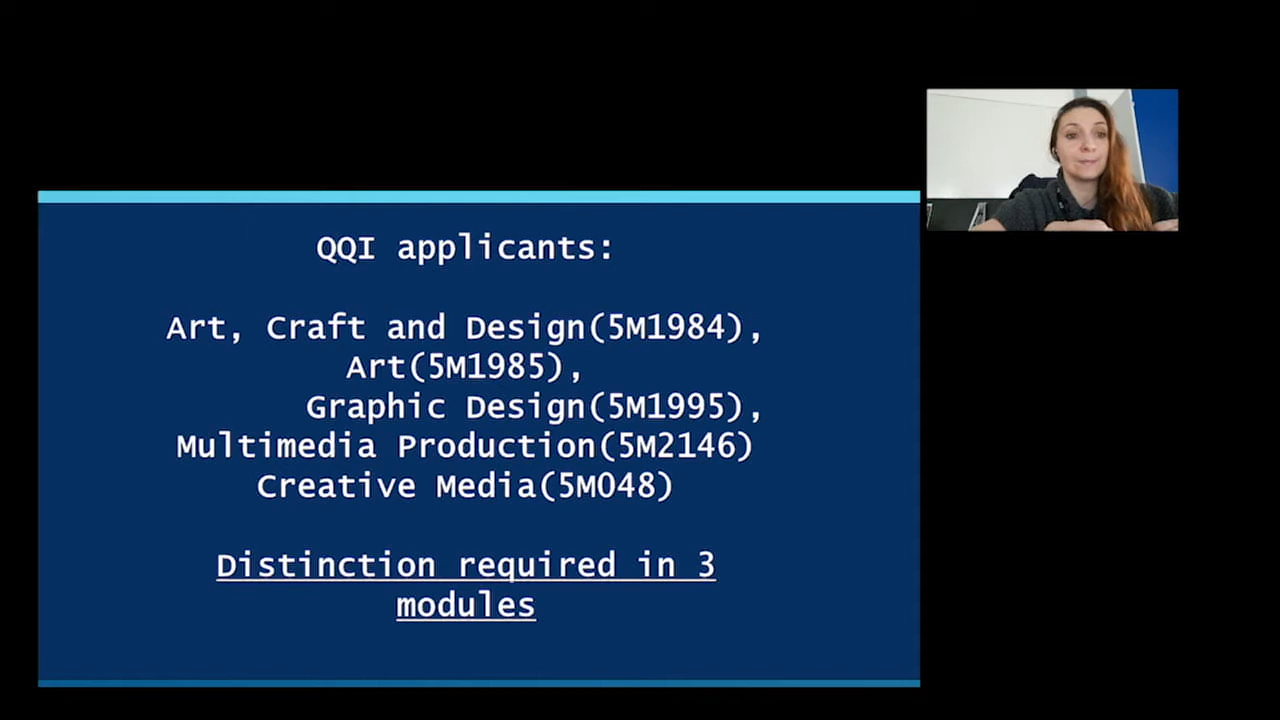 QQI applicants:
Art, Craft and Design(5M1984),
Art(5M1985),
Graphic Design(5M1995),
Multimedia Production(5M2146)
Creative Media(5M048)
Distinction required in 3
modules